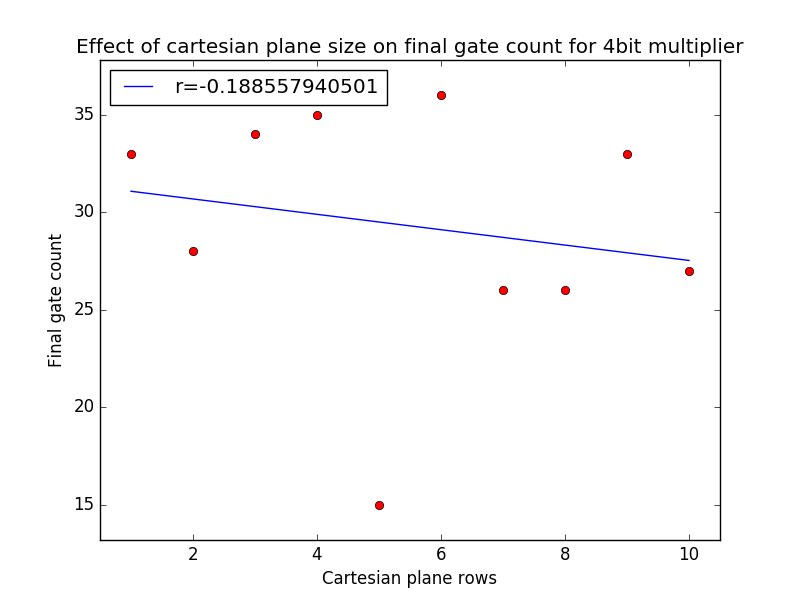 Effect of cartesian plane size on final gate count for 4bit multiplier
r=-0.188557940501
35
30
25
20
15
Final gate count
2 4 6 8 10
Cartesian plane rows